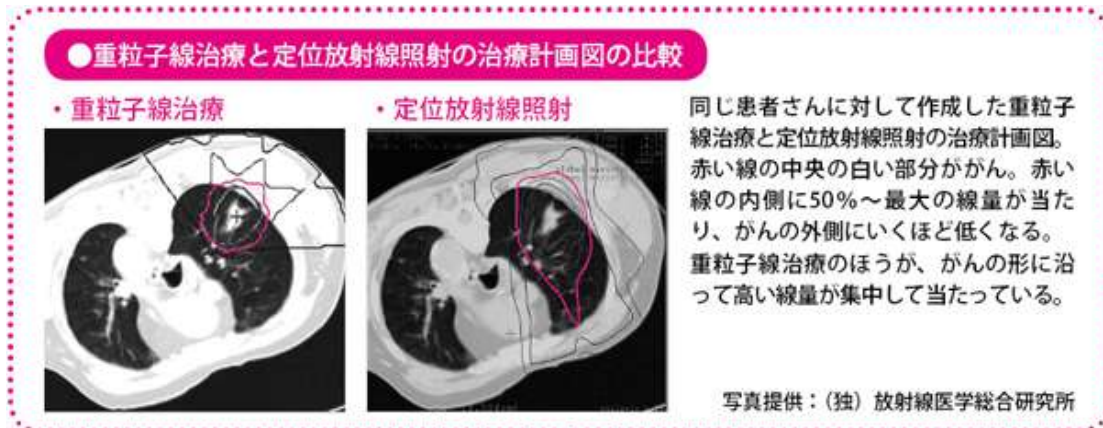 ●重粒子線治療と定位放射線照射の治療計画図の比較
・重粒子線治療
・定位放射線照射
同じ患者さんに対して作成した重粒子
線治療と定位放射線照射の治療計画図。
赤い線の中央の白い部分ががん。赤い
線の内側に50%～最大の線量が当た
り、がんの外側にいくほど低くなる。
重粒子線治療のほうが、がんの形に沿
って高い線量が集中して当たっている。
写真提供：（独）放射線医学総合研究所